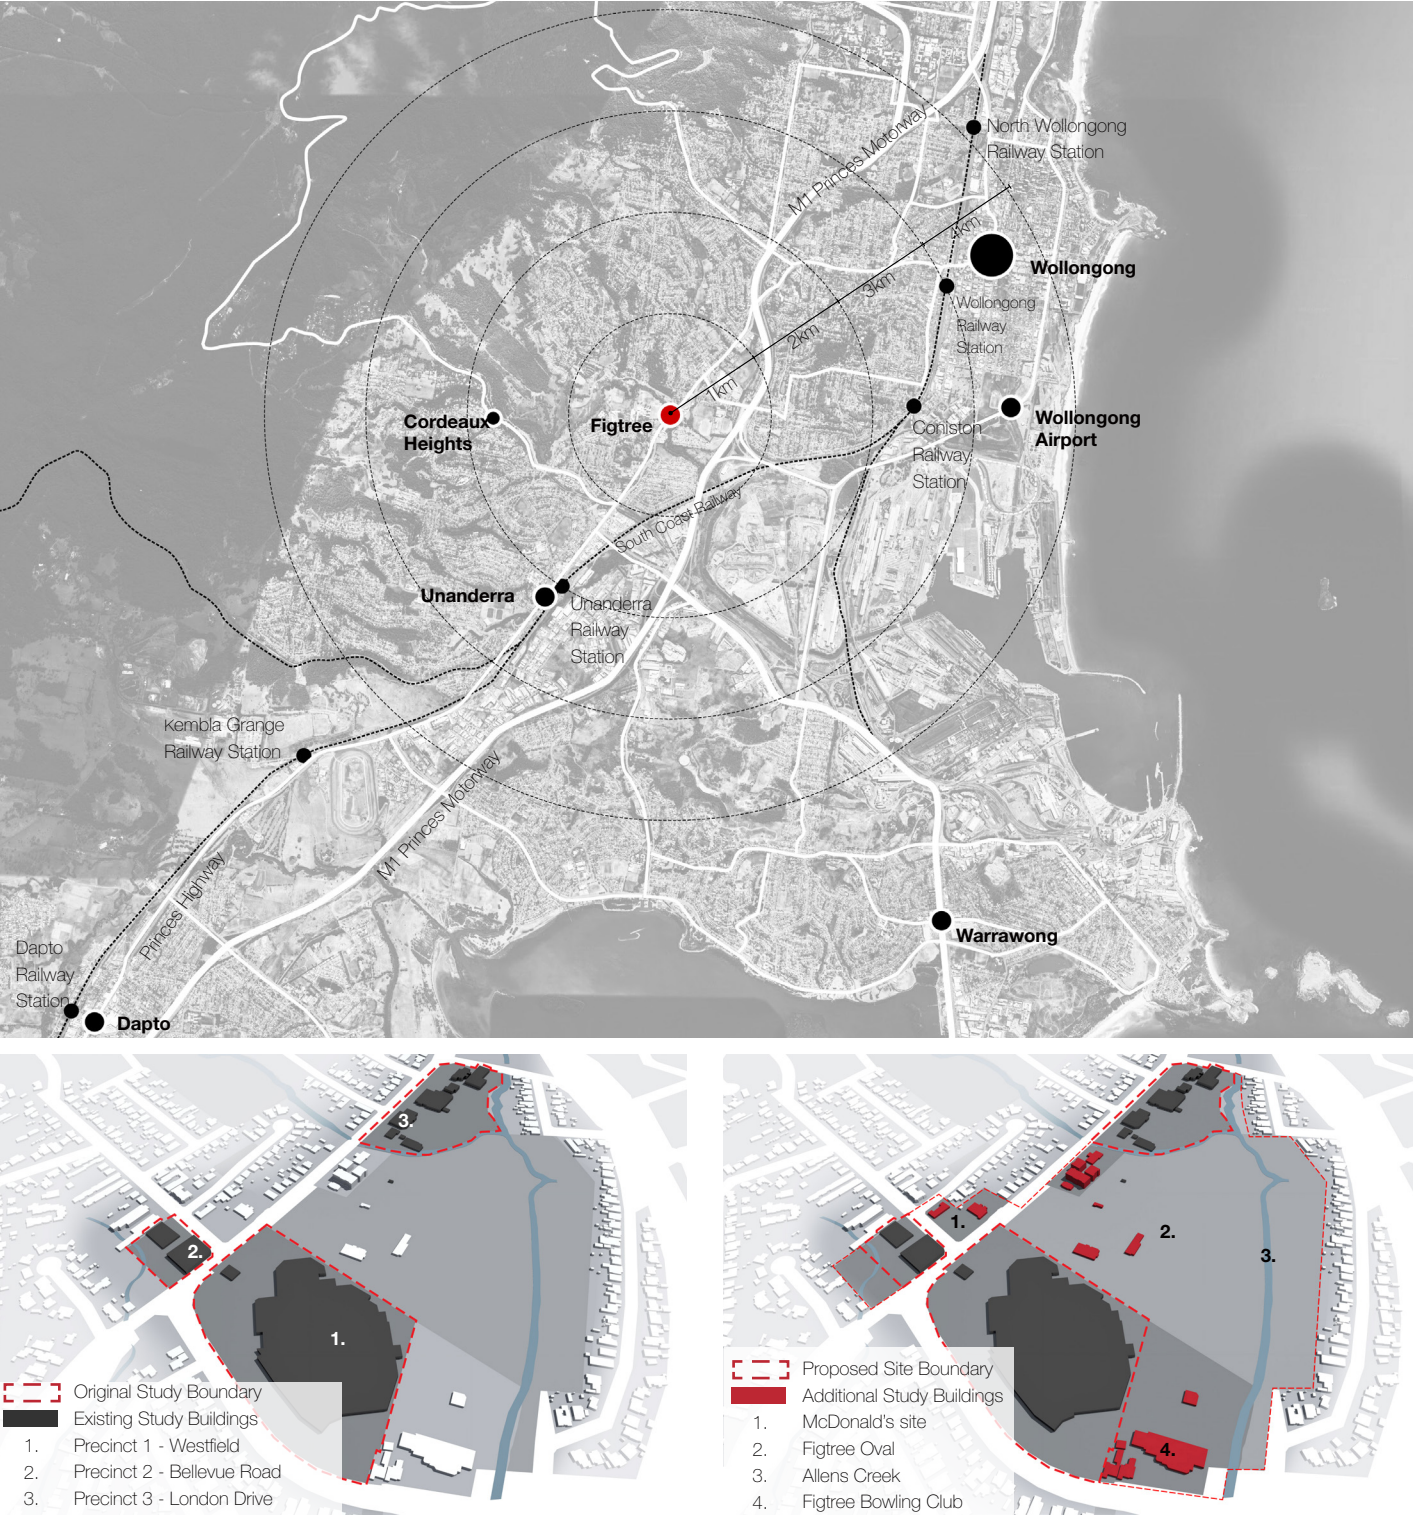 North Wollongong
Railway Station
M1 Princes Motorway
4km
Wollongong
3km
Wollongong
Railway
Station
2km
1km
Cordeaux
Heights
Figtree
Wollongong
Airport
Coniston
Railway
Station
South Coast Railway
Unanderra
Unanderra
Railway
Station
Kembla Grange
Railway Station
M1 Princes Motorway
Princes Highway
Warrawong
Dapto
Railway
Station
Dapto
3.
2.
1.
Original Study Boundary
Existing Study Buildings
1. Precinct 1 - Westfield
2. Precinct 2 - Bellevue Road
3. Precinct 3 - London Drive
1.
2.
3.
4.
Proposed Site Boundary
Additional Study Buildings
1. McDonald's site
2. Figtree Oval
3. Allens Creek
4. Figtree Bowling Club